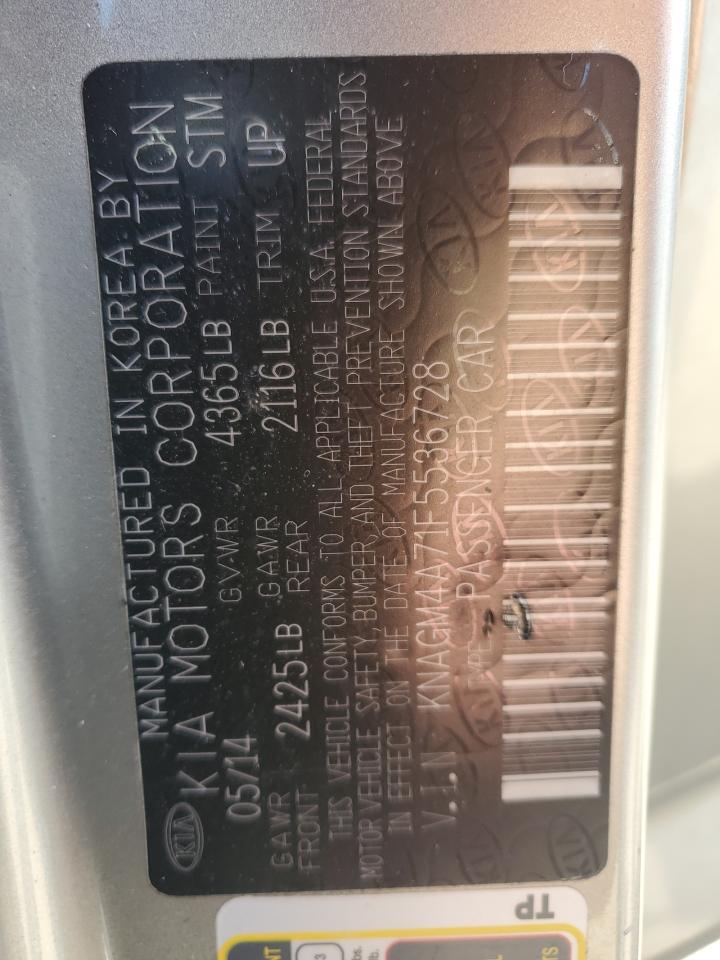 MANUFACTURED IN KOREA BY
KIA KIA MOTORS CORPORATION
05/14 GVWR 4365LB PAINT STM
GAWR FRONT 2425LB GAWR REAR 2116LB TRIM UP
THIS VEHICLE CONFORMS TO ALL APPLICABLE U.S.A. FEDERAL
MOTOR VEHICLE SAFETY, BUMPER, AND THEFT PREVENTION STANDARDS
IN EFFECT ON THE DATE OF MANUFACTURE SHOWN ABOVE
V.I.N KNAGM4A71F5536728
TYPE: PASSENGER CAR
TP